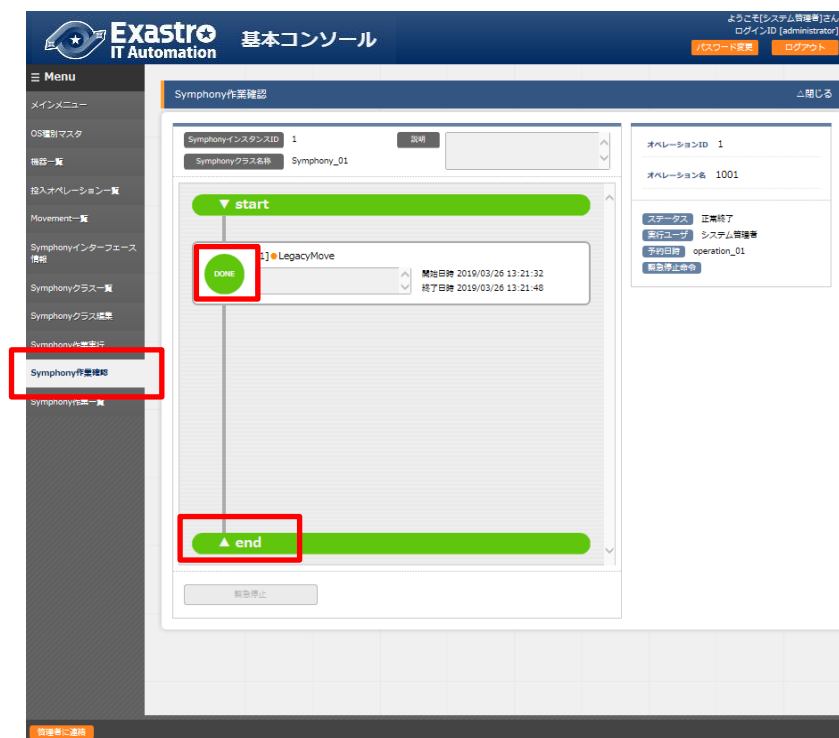 ようこそ[システム管理者]さん
ログインID [administrator]
Exastro
IT Automation
基本コンソール
パスワード変更
ログアウト
☰ Menu
メインメニュー
OS種別マスタ
機器一覧
投入オペレーション一覧
Movement一覧
Symphonyインターフェース
情報
Symphonyクラス一覧
Symphonyクラス編集
Symphony作業実行
Symphony作業確認
Symphony作業一覧
Symphony作業確認
△閉じる
SymphonyインスタンスID 1 説明
Symphonyクラス名称 Symphony_01
▼ start
1]●LegacyMove
DONE
開始日時 2019/03/26 13:21:32
終了日時 2019/03/26 13:21:48
▲ end
緊急停止
オペレーションID 1
オペレーション名 1001
ステータス 正常終了
実行ユーザ システム管理者
予約日時 operation_01
緊急停止命令
管理者に連絡